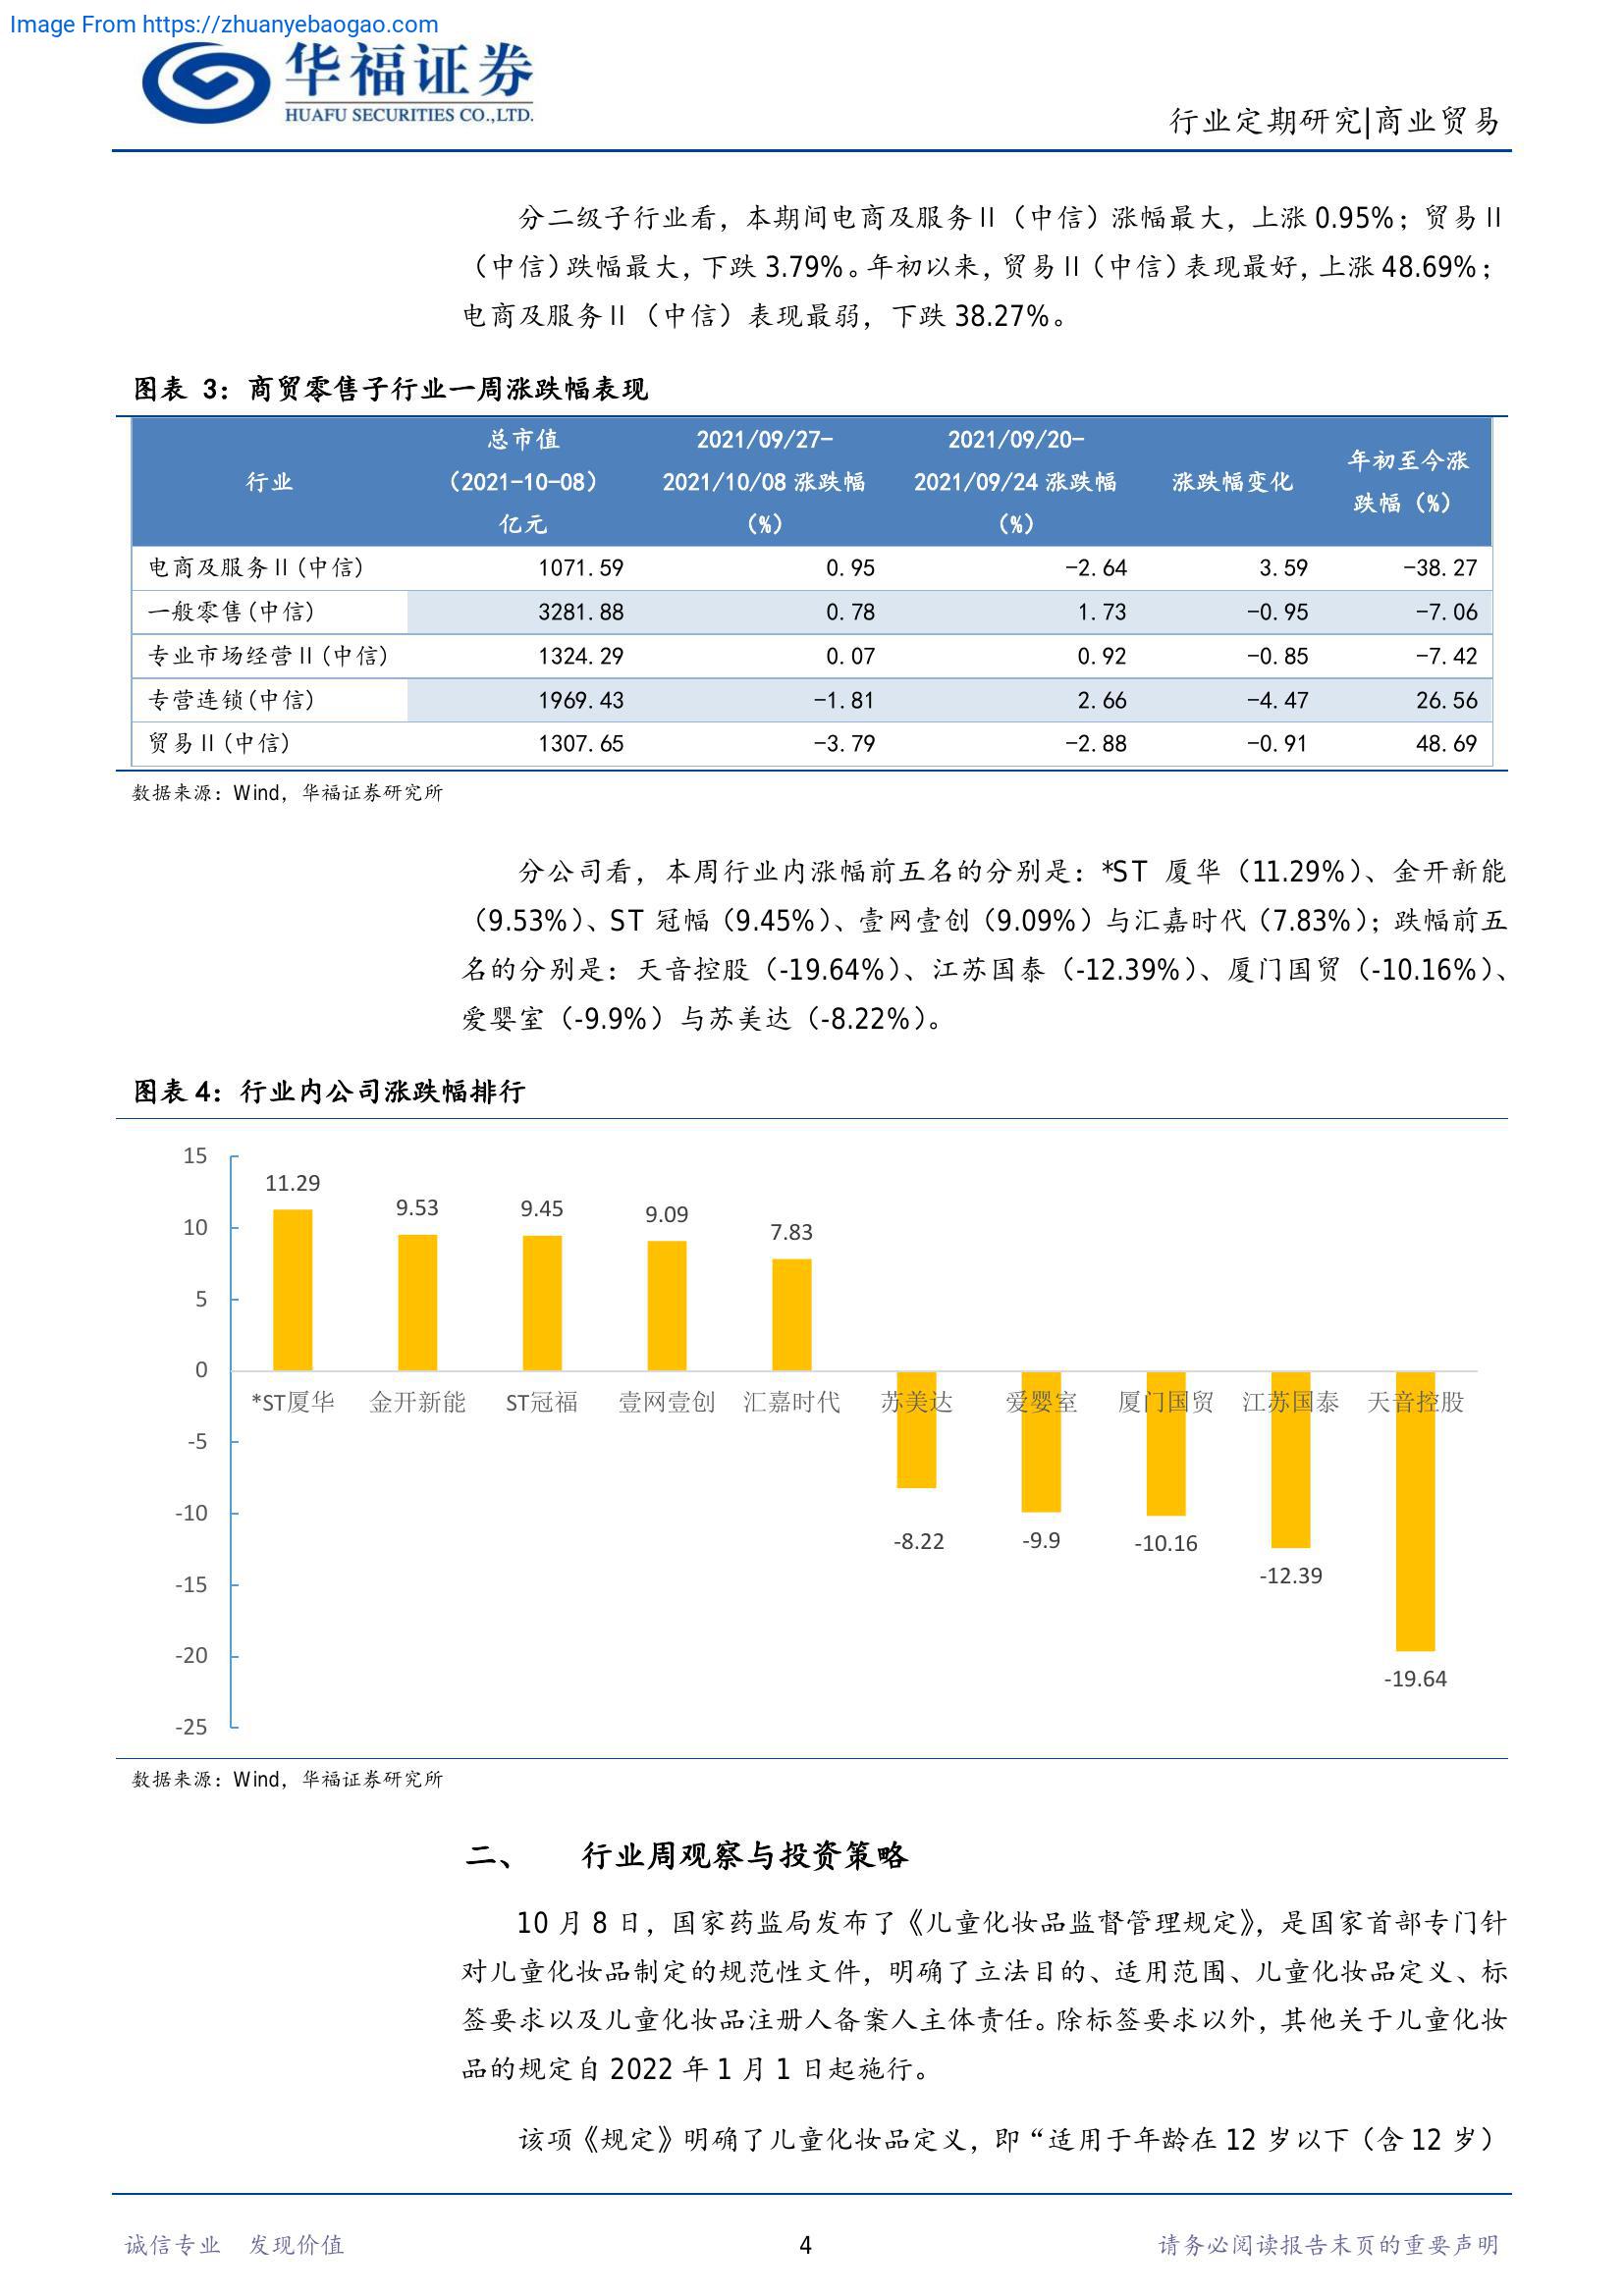 Image From https://zhuanyebaogao.com
华福证券
HUAFU SECURITIES CO.,LTD.
行业定期研究|商业贸易
分二级子行业看，本期间电商及服务Ⅱ（中信）涨幅最大，上涨 0.95%；贸易Ⅱ
（中信）跌幅最大，下跌 3.79%。年初以来，贸易Ⅱ（中信）表现最好，上涨 48.69%；
电商及服务Ⅱ（中信）表现最弱，下跌 38.27%。
图表 3：商贸零售子行业一周涨跌幅表现
行业 总市值（2021-10-08）亿元 2021/09/27-2021/10/08 涨跌幅（%） 2021/09/20-2021/09/24 涨跌幅（%） 涨跌幅变化 年初至今涨跌幅（%）
电商及服务Ⅱ(中信) 1071.59 0.95 -2.64 3.59 -38.27
一般零售(中信) 3281.88 0.78 1.73 -0.95 -7.06
专业市场经营Ⅱ(中信) 1324.29 0.07 0.92 -0.85 -7.42
专营连锁(中信) 1969.43 -1.81 2.66 -4.47 26.56
贸易Ⅱ(中信) 1307.65 -3.79 -2.88 -0.91 48.69
数据来源：Wind，华福证券研究所
分公司看，本周行业内涨幅前五名的分别是：*ST 厦华（11.29%）、金开新能
（9.53%）、ST 冠幅（9.45%）、壹网壹创（9.09%）与汇嘉时代（7.83%）；跌幅前五
名的分别是：天音控股（-19.64%）、江苏国泰（-12.39%）、厦门国贸（-10.16%）、
爱婴室（-9.9%）与苏美达（-8.22%）。
图表 4：行业内公司涨跌幅排行
15
10
5
0
-5
-10
-15
-20
-25
11.29 9.53 9.45 9.09 7.83
*ST厦华 金开新能 ST冠福 壹网壹创 汇嘉时代 苏美达 爱婴室 厦门国贸 江苏国泰 天音控股
-8.22 -9.9 -10.16 -12.39 -19.64
数据来源：Wind，华福证券研究所
二、 行业周观察与投资策略
10 月 8 日，国家药监局发布了《儿童化妆品监督管理规定》，是国家首部专门针
对儿童化妆品制定的规范性文件，明确了立法目的、适用范围、儿童化妆品定义、标
签要求以及儿童化妆品注册人备案人主体责任。除标签要求以外，其他关于儿童化妆
品的规定自 2022 年 1 月 1 日起施行。
该项《规定》明确了儿童化妆品定义，即“适用于年龄在 12 岁以下（含 12 岁）
诚信专业 发现价值 4 请务必阅读报告末页的重要声明